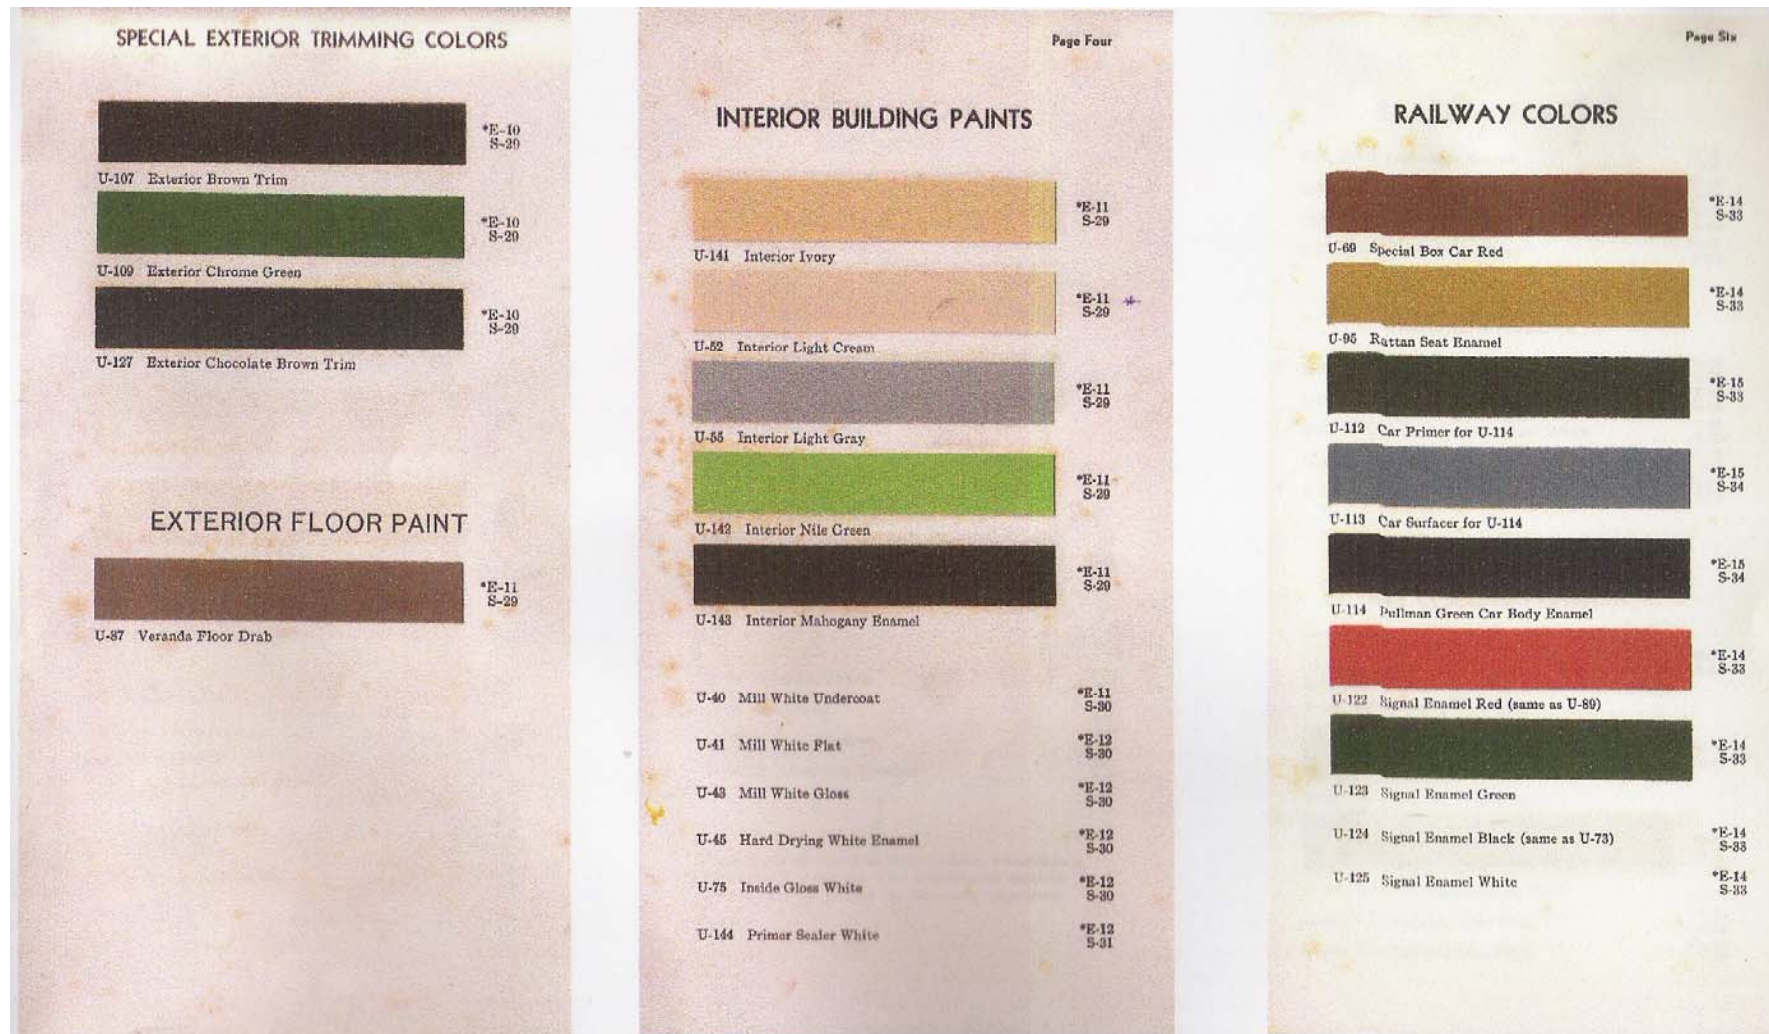 SPECIAL EXTERIOR TRIMMING COLORS
*E-10
S-29
U-107 Exterior Brown Trim
*E-10
S-29
U-109 Exterior Chrome Green
*E-10
S-29
U-127 Exterior Chocolate Brown Trim
EXTERIOR FLOOR PAINT
*E-11
S-29
U-87 Veranda Floor Drab
Page Four
INTERIOR BUILDING PAINTS
*E-11
S-29
U-141 Interior Ivory
*E-11
S-29
U-52 Interior Light Cream
*E-11
S-29
U-55 Interior Light Gray
*E-11
S-29
U-142 Interior Nile Green
*E-11
S-29
U-143 Interior Mahogany Enamel
U-40 Mill White Undercoat *E-11
S-30
U-41 Mill White Flat *E-12
S-30
U-43 Mill White Gloss *E-12
S-30
U-45 Hard Drying White Enamel *E-12
S-30
U-75 Inside Gloss White *E-12
S-30
U-144 Primer Sealer White *E-12
S-31
Page Six
RAILWAY COLORS
*E-14
S-33
U-69 Special Box Car Red
*E-14
S-33
U-95 Rattan Seat Enamel
*E-15
S-33
U-112 Car Primer for U-114
*E-15
S-34
U-113 Car Surfacer for U-114
*E-15
S-34
U-114 Pullman Green Car Body Enamel
*E-14
S-33
U-122 Signal Enamel Red (same as U-89)
*E-14
S-33
U-123 Signal Enamel Green
U-124 Signal Enamel Black (same as U-73) *E-14
S-33
U-125 Signal Enamel White *E-14
S-33